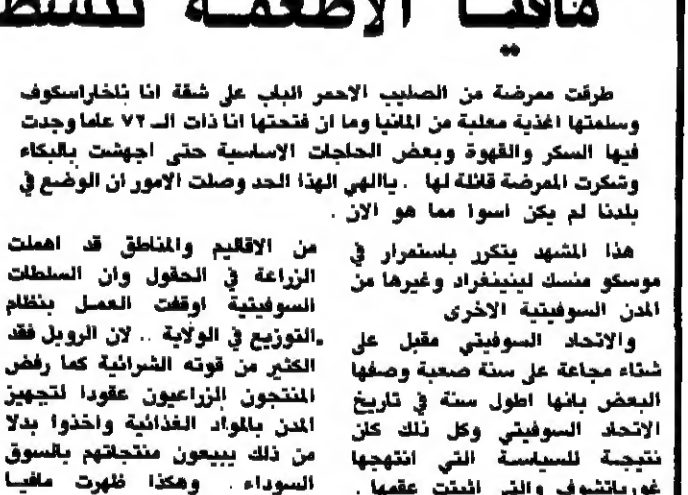 مافيا الاطعمة تنشط
طرقت ممرضة من الصليب الاحمر الباب على شقة انا ناخاراسكوف
وسلمتها اغذية معلبة من المانيا وما ان فتحتها انا ذات الـ ٧٢ عاما وجدت
فيها السكر والقهوة وبعض الحاجات الاساسية حتى اجهشت بالبكاء
وشكرت الممرضة قائلة لها . ياالهي الهذا الحد وصلت الامور ان الوضع في
بلدنا لم يكن اسوا مما هو الان .
هذا المشهد يتكرر باستمرار في
موسكو منسك لينينغراد وغيرها من
المدن السوفيتية الاخرى
والاتحاد السوفيتي مقبل على
شتاء مجاعة على سنة صعبة وصفها
البعض بانها اطول سنة في تاريخ
الاتحاد السوفيتي وكل ذلك كان
نتيجة للسياسة التي انتهجها
غورباتشوف والتي اثبتت عقمها .
من الاقاليم والمناطق قد اهملت
الزراعة في الحقول وان السلطات
السوفيتية اوقفت العمل بنظام
التوزيع في الولاية .. لان الروبل فقد
الكثير من قوته الشرائية كما رفض
المنتجون الزراعيون عقودا لتجهيز
المدن بالمواد الغذائية واخذوا بدلا
من ذلك يبيعون منتجاتهم بالسوق
السوداء . وهكذا ظهرت مافيا